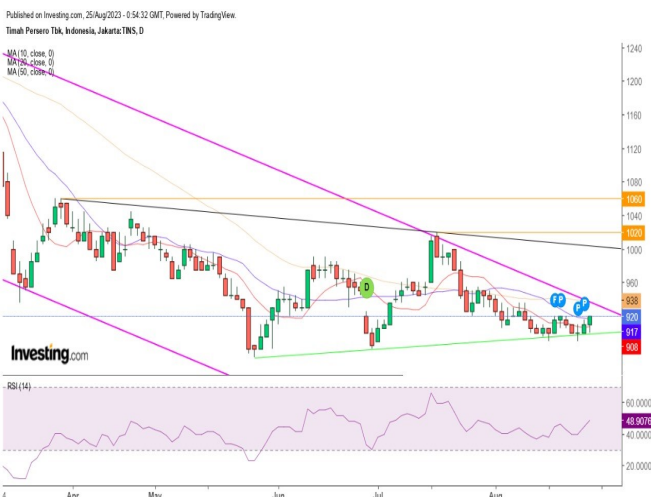 Published on Investing.com, 25/Aug/2023 - 0:54:32 GMT, Powered by TradingView.
Timah Persero Tbk, Indonesia, Jakarta:TINS, D
MA (10, close, 0)
MA (20, close, 0)
MA (50, close, 0)
1240
1200
1160
1120
1080
1060
1040
1020
1000
960
938
920
917
908
D
F P
P P
Investing.com
RSI (14)
60.0000
48.9076
40.0000
20.0000
4 Apr May Jun Jul Aug